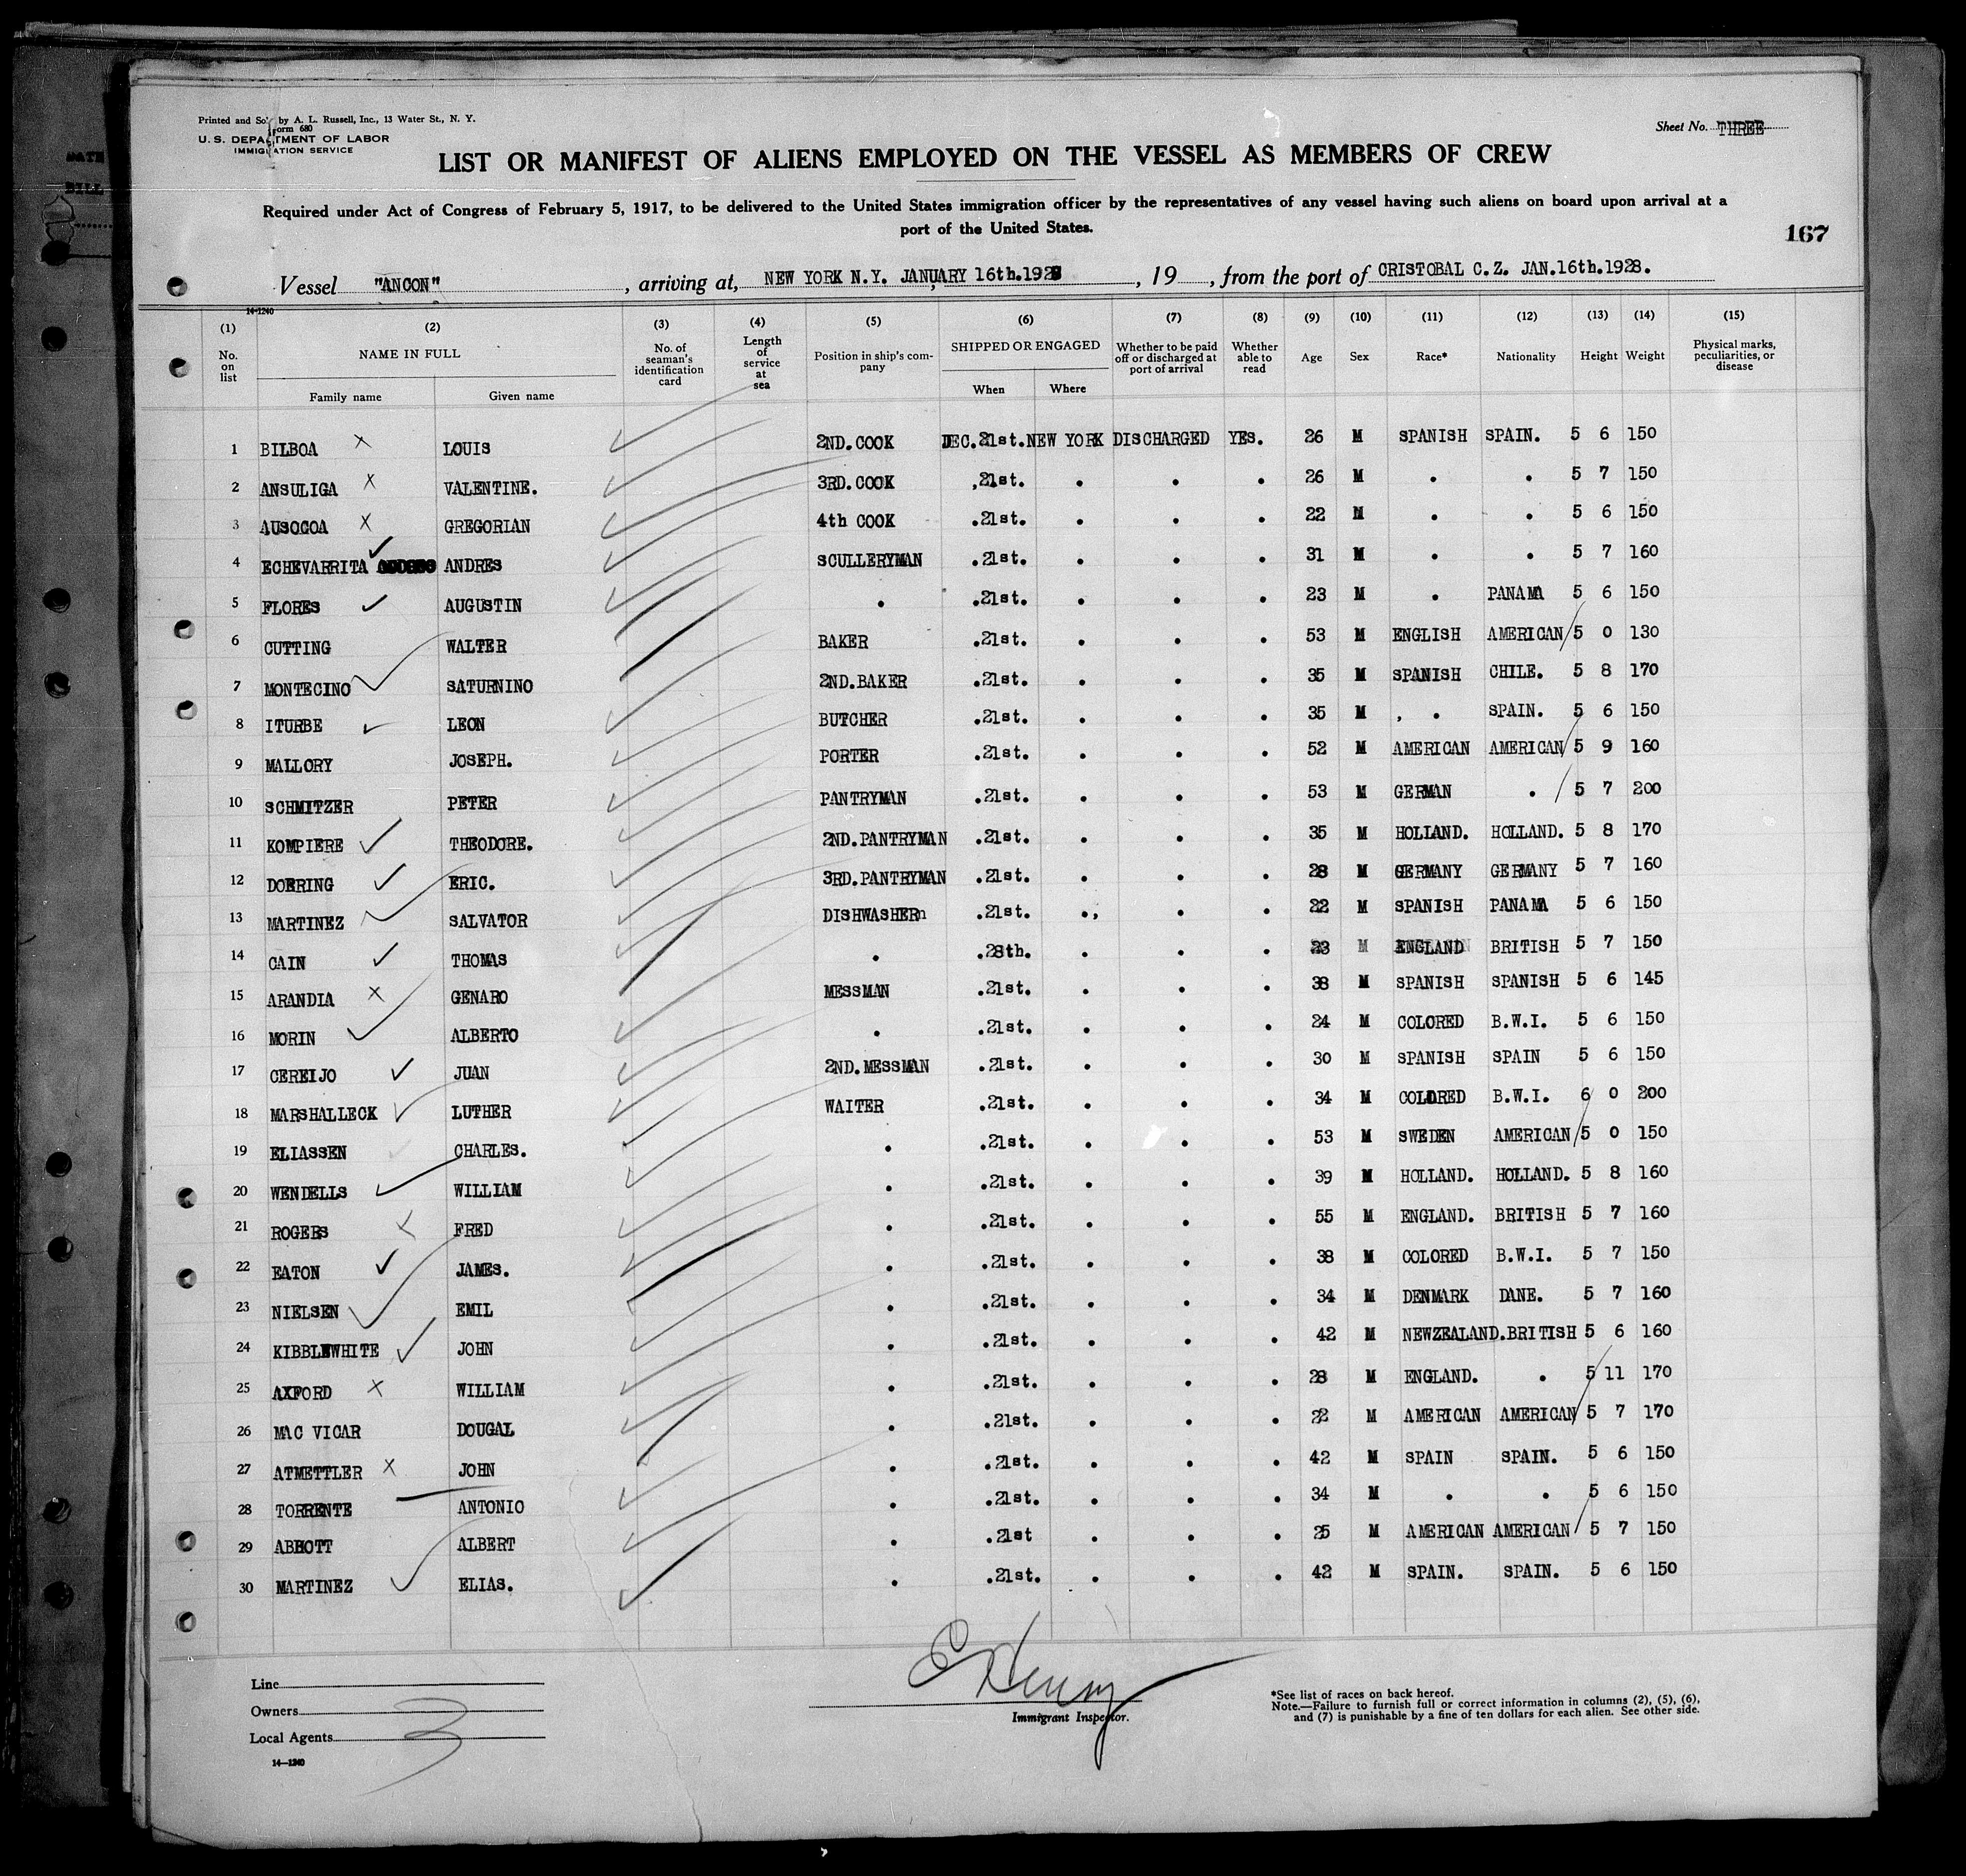 Printed and So' by A. L. Russell, Inc., 13 Water St., N. Y.
Form 680
U. S. DEPARTMENT OF LABOR
IMMIGRATION SERVICE
Sheet No. THREE
LIST OR MANIFEST OF ALIENS EMPLOYED ON THE VESSEL AS MEMBERS OF CREW
Required under Act of Congress of February 5, 1917, to be delivered to the United States immigration officer by the representatives of any vessel having such aliens on board upon arrival at a
port of the United States.
167
Vessel "ANCON" , arriving at, NEW YORK N.Y. JANUARY 16th.1928 , 19 , from the port of CRISTOBAL C.Z. JAN.16th.1928.
14-1240
(1) (2) (3) (4) (5) (6) (7) (8) (9) (10) (11) (12) (13) (14) (15)
No. on list NAME IN FULL Family name Given name No. of seaman's identification card Length of service at sea Position in ship's company SHIPPED OR ENGAGED When Where Whether to be paid off or discharged at port of arrival Whether able to read Age Sex Race* Nationality Height Weight Physical marks, peculiarities, or disease
1 BILBOA X LOUIS 2ND.COOK DEC.21st. NEW YORK DISCHARGED YES. 26 M SPANISH SPAIN. 5 6 150
2 ANSULIGA X VALENTINE. 3RD.COOK .21st. . . . 26 M . . 5 7 150
3 AUSOCOA X GREGORIAN 4th COOK .21st. . . . 22 M . . 5 6 150
4 ECHEVARRITA ANDRES SCULLERYMAN .21st. . . . 31 M . . 5 7 160
5 FLORES AUGUSTIN . .21st. . . . 23 M . PANAMA 5 6 150
6 CUTTING WALTER BAKER .21st. . . . 53 M ENGLISH AMERICAN 5 0 130
7 MONTECINO SATURNINO 2ND.BAKER .21st. . . . 35 M SPANISH CHILE. 5 8 170
8 ITURBE LEON BUTCHER .21st. . . . 35 M , . SPAIN. 5 6 150
9 MALLORY JOSEPH. PORTER .21st. . . . 52 M AMERICAN AMERICAN 5 9 160
10 SCHMITZER PETER PANTRYMAN .21st. . . . 53 M GERMAN . 5 7 200
11 KOMPIERE THEODORE. 2ND.PANTRYMAN .21st. . . . 35 M HOLLAND. HOLLAND. 5 8 170
12 DOERING ERIC. 3RD.PANTRYMAN .21st. . . . 28 M GERMANY GERMANY 5 7 160
13 MARTINEZ SALVATOR DISHWASHERn .21st. ., . . 22 M SPANISH PANAMA 5 6 150
14 CAIN THOMAS . .28th. . . . 23 M ENGLAND BRITISH 5 7 150
15 ARANDIA X GENARO MESSMAN .21st. . . . 38 M SPANISH SPANISH 5 6 145
16 MORIN ALBERTO . .21st. . . . 24 M COLORED B.W.I. 5 6 150
17 CEREIJO JUAN 2ND.MESSMAN .21st. . . . 30 M SPANISH SPAIN 5 6 150
18 MARSHALLECK LUTHER WAITER .21st. . . . 34 M COLORED B.W.I. 6 0 200
19 ELIASSEN CHARLES. . .21st. . . . 53 M SWEDEN AMERICAN 5 0 150
20 WENDELLS WILLIAM . .21st. . . . 39 M HOLLAND. HOLLAND. 5 8 160
21 ROGERS FRED . .21st. . . . 55 M ENGLAND. BRITISH 5 7 160
22 EATON JAMES. . .21st. . . . 38 M COLORED B.W.I. 5 7 150
23 NIELSEN EMIL . .21st. . . . 34 M DENMARK DANE. 5 7 160
24 KIBBLEWHITE JOHN . .21st. . . . 42 M NEWZEALAND. BRITISH 5 6 160
25 AXFORD X WILLIAM . .21st. . . . 28 M ENGLAND. . 5 11 170
26 MAC VICAR DOUGAL . .21st. . . . 22 M AMERICAN AMERICAN 5 7 170
27 ATMETTLER X JOHN . .21st. . . . 42 M SPAIN SPAIN. 5 6 150
28 TORRENTE ANTONIO . .21st. . . . 34 M . . 5 6 150
29 ABBOTT ALBERT . .21st . . . 25 M AMERICAN AMERICAN 5 7 150
30 MARTINEZ ELIAS. . .21st. . . . 42 M SPAIN. SPAIN. 5 6 150
Line
Owners
Local Agents
3
14—1240
E Henry
Immigrant Inspector.
*See list of races on back hereof.
Note.—Failure to furnish full or correct information in columns (2), (5), (6),
and (7) is punishable by a fine of ten dollars for each alien. See other side.